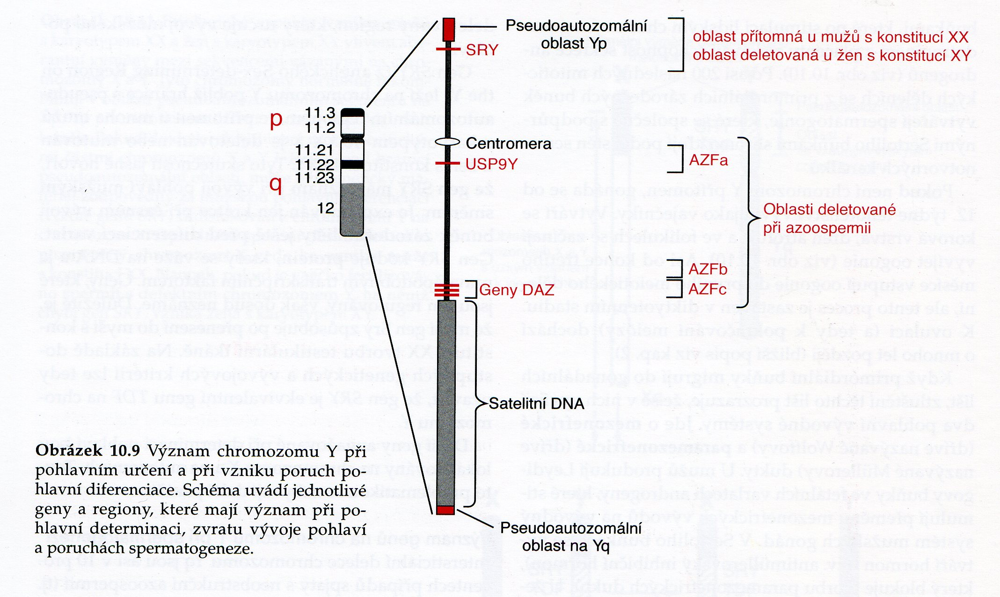 Pseudoautozomální
oblast Yp
oblast přítomná u mužů s konstitucí XX
oblast deletovaná u žen s konstitucí XY
SRY
p
11.3
11.2
Centromera
11.21
USP9Y
AZFa
11.22
q
11.23
12
Oblasti deletované
při azoospermii
AZFb
Geny DAZ
AZFc
Satelitní DNA
Obrázek 10.9 Význam chromozomu Y při
pohlavním určení a při vzniku poruch po-
hlavní diferenciace. Schéma uvádí jednotlivé
geny a regiony, které mají význam při po-
hlavní determinaci, zvratu vývoje pohlaví
a poruchách spermatogeneze.
Pseudoautozomální
oblast na Yq